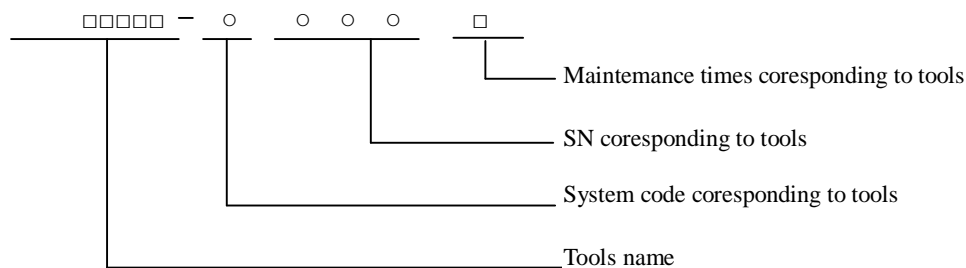 □□□□□ - ○ ○ ○ ○ □
Maintemance times coresponding to tools
SN coresponding to tools
System code coresponding to tools
Tools name